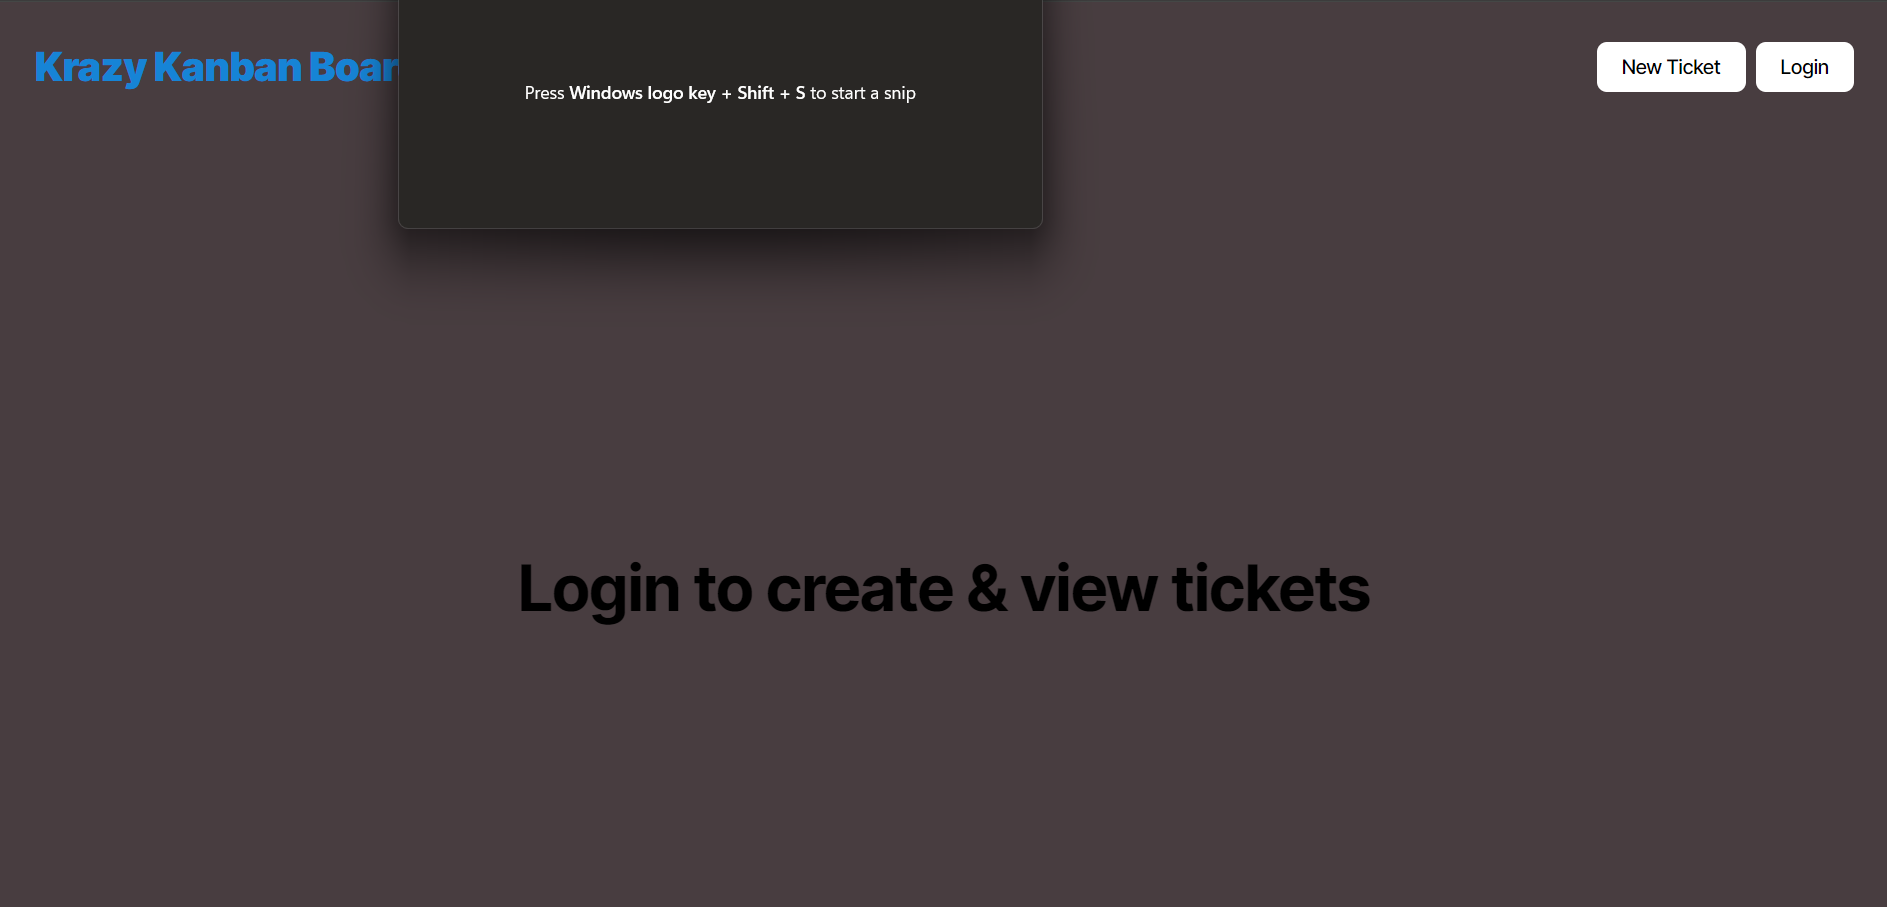 Krazy Kanban Boar
New Ticket
Login
Press Windows logo key + Shift + S to start a snip
Login to create & view tickets